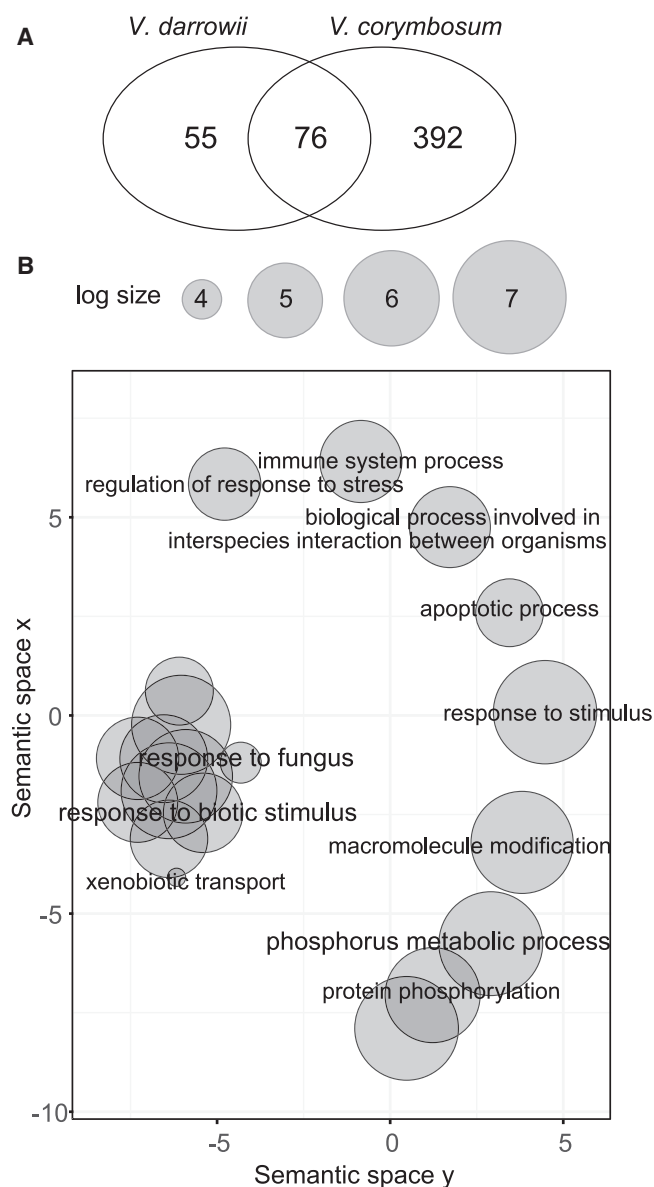 A
V. darrowii V. corymbosum
55 76 392
B
log size 4 5 6 7
immune system process
regulation of response to stress
biological process involved in
interspecies interaction between organisms
5
apoptotic process
0
response to stimulus
response to fungus
response to biotic stimulus
macromolecule modification
xenobiotic transport
-5
phosphorus metabolic process
protein phosphorylation
-10
Semantic space x
-5 0 5
Semantic space y